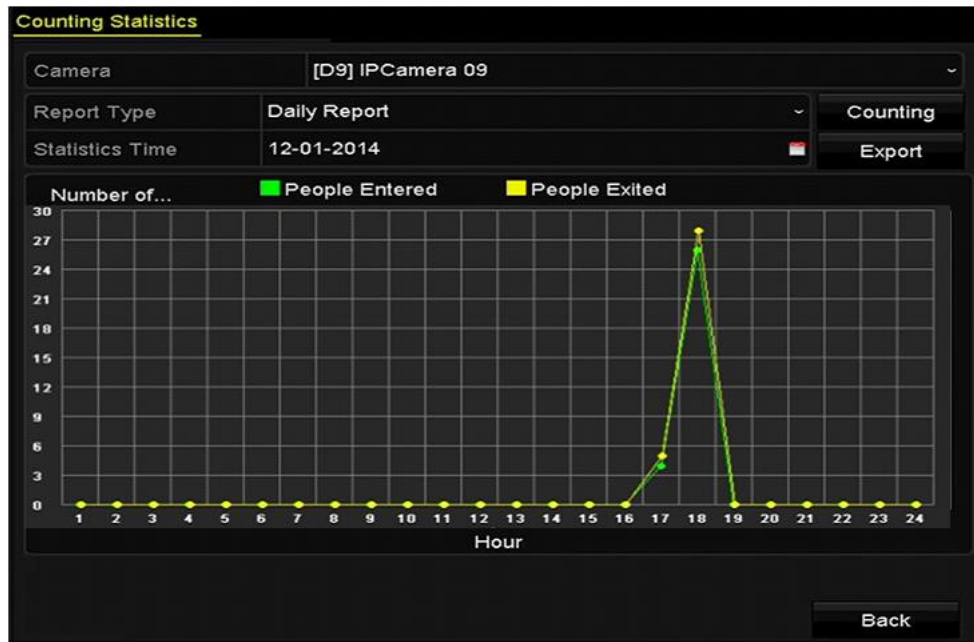 Counting Statistics
Camera [D9] IPCamera 09
Report Type Daily Report Counting
Statistics Time 12-01-2014 Export
Number of... People Entered People Exited
30
27
24
21
18
15
12
9
6
3
0
1 2 3 4 5 6 7 8 9 10 11 12 13 14 15 16 17 18 19 20 21 22 23 24
Hour
Back